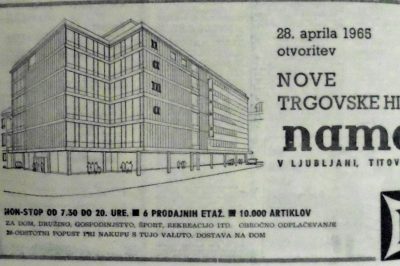 28. aprila 1965
otvoritev
NOVE
TRGOVSKE HI
nama
V LJUBLJANI, TITOV
nama
NON-STOP OD 7.30 DO 20. URE, ■ 6 PRODAJNIH ETAŽ. ■ 10.000 ARTIKLOV
ZA DOM, DRUŽINO, GOSPODINJSTVO, ŠPORT, REKREACIJO ITD. OBROČNO ODPLAČEVANJE
-ODSTOTNI POPUST PRI NAKUPU S TUJO VALUTO. DOSTAVA NA DOM